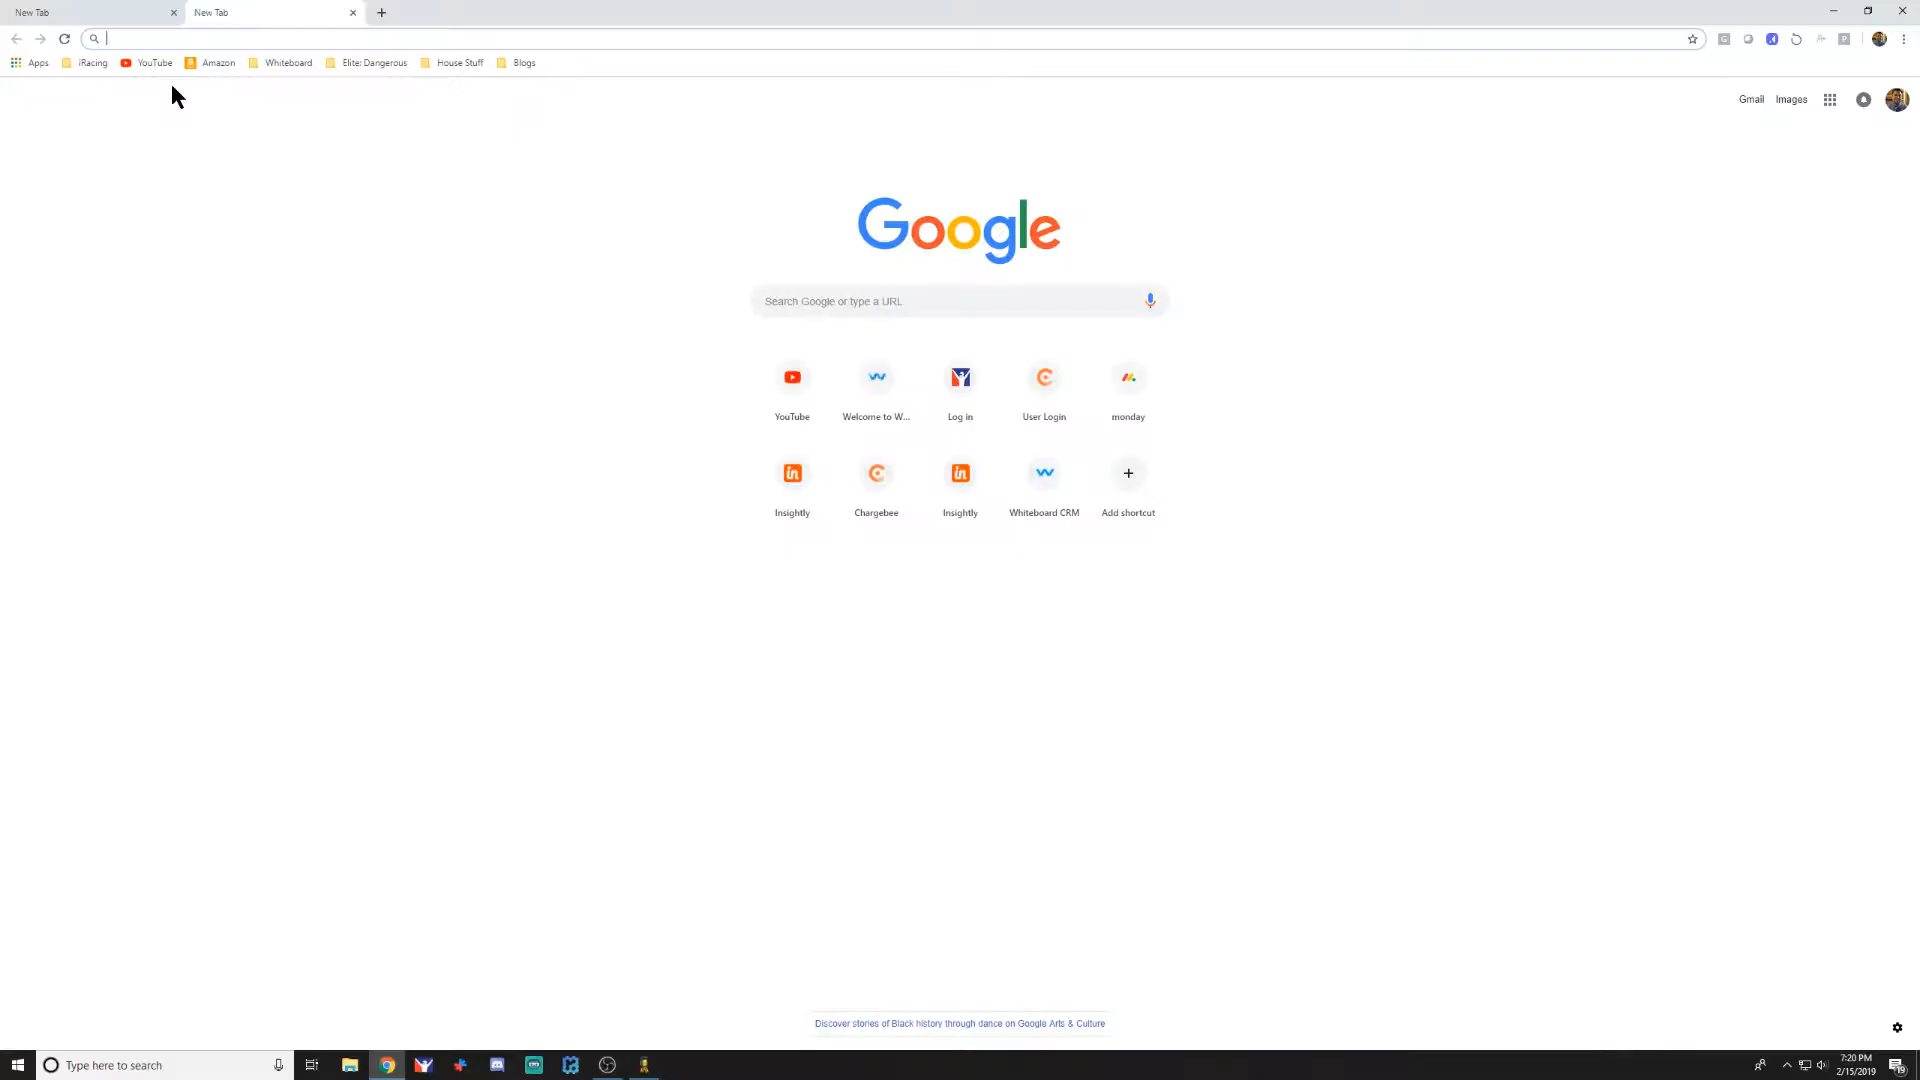 New Tab
New Tab
Apps iRacing YouTube Amazon Whiteboard Elite: Dangerous House Stuff Blogs
Gmail Images
Google
Search Google or type a URL
YouTube Welcome to W... Log in User Login monday
Insightly Chargebee Insightly Whiteboard CRM Add shortcut
Discover stories of Black history through dance on Google Arts & Culture
Type here to search
7:20 PM
2/15/2019
19